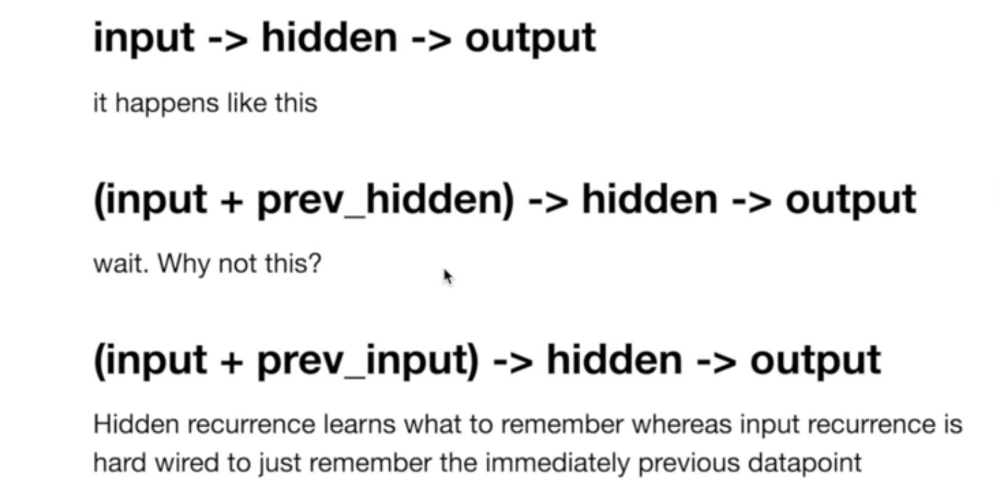 input -> hidden -> output
it happens like this
(input + prev_hidden) -> hidden -> output
wait. Why not this?
(input + prev_input) -> hidden -> output
Hidden recurrence learns what to remember whereas input recurrence is
hard wired to just remember the immediately previous datapoint